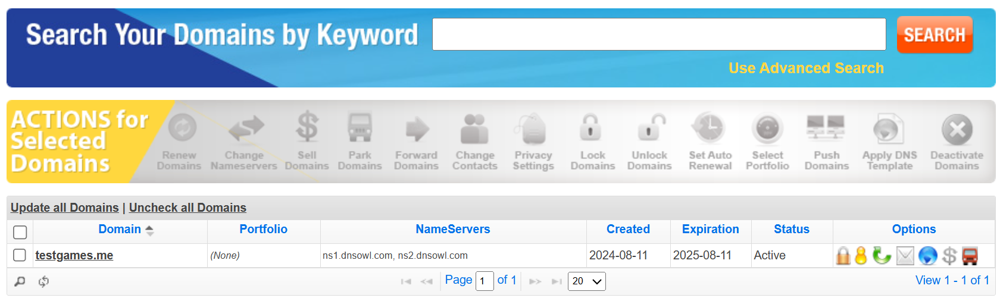 Search Your Domains by Keyword
SEARCH
Use Advanced Search
ACTIONS for
Selected
Domains
Renew
Domains
Change
Nameservers
Sell
Domains
Park
Domains
Forward
Domains
Change
Contacts
Privacy
Settings
Lock
Domains
Unlock
Domains
Set Auto
Renewal
Select
Portfolio
Push
Domains
Apply DNS
Template
Deactivate
Domains
Update all Domains | Uncheck all Domains
Domain Portfolio NameServers Created Expiration Status Options
testgames.me (None) ns1.dnsowl.com, ns2.dnsowl.com 2024-08-11 2025-08-11 Active
Page 1 of 1 20 View 1 - 1 of 1